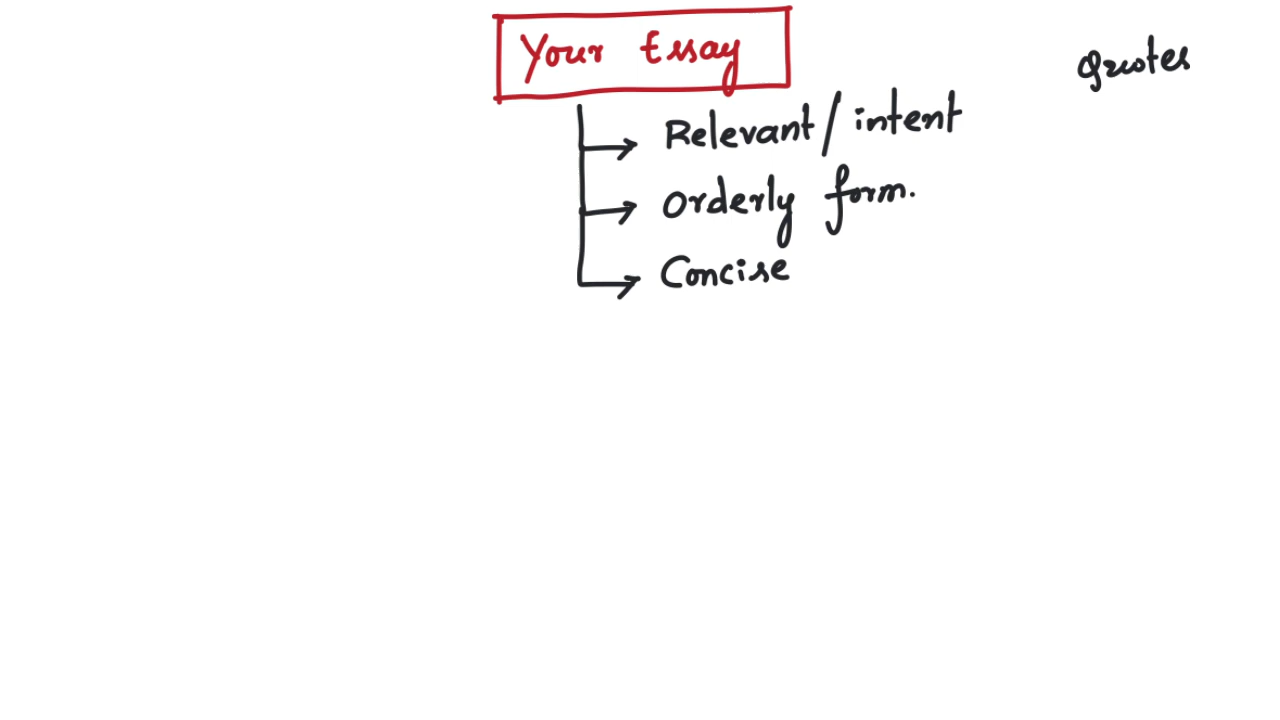 Your Essay
Quotes
Relevant/intent
Orderly form.
Concise